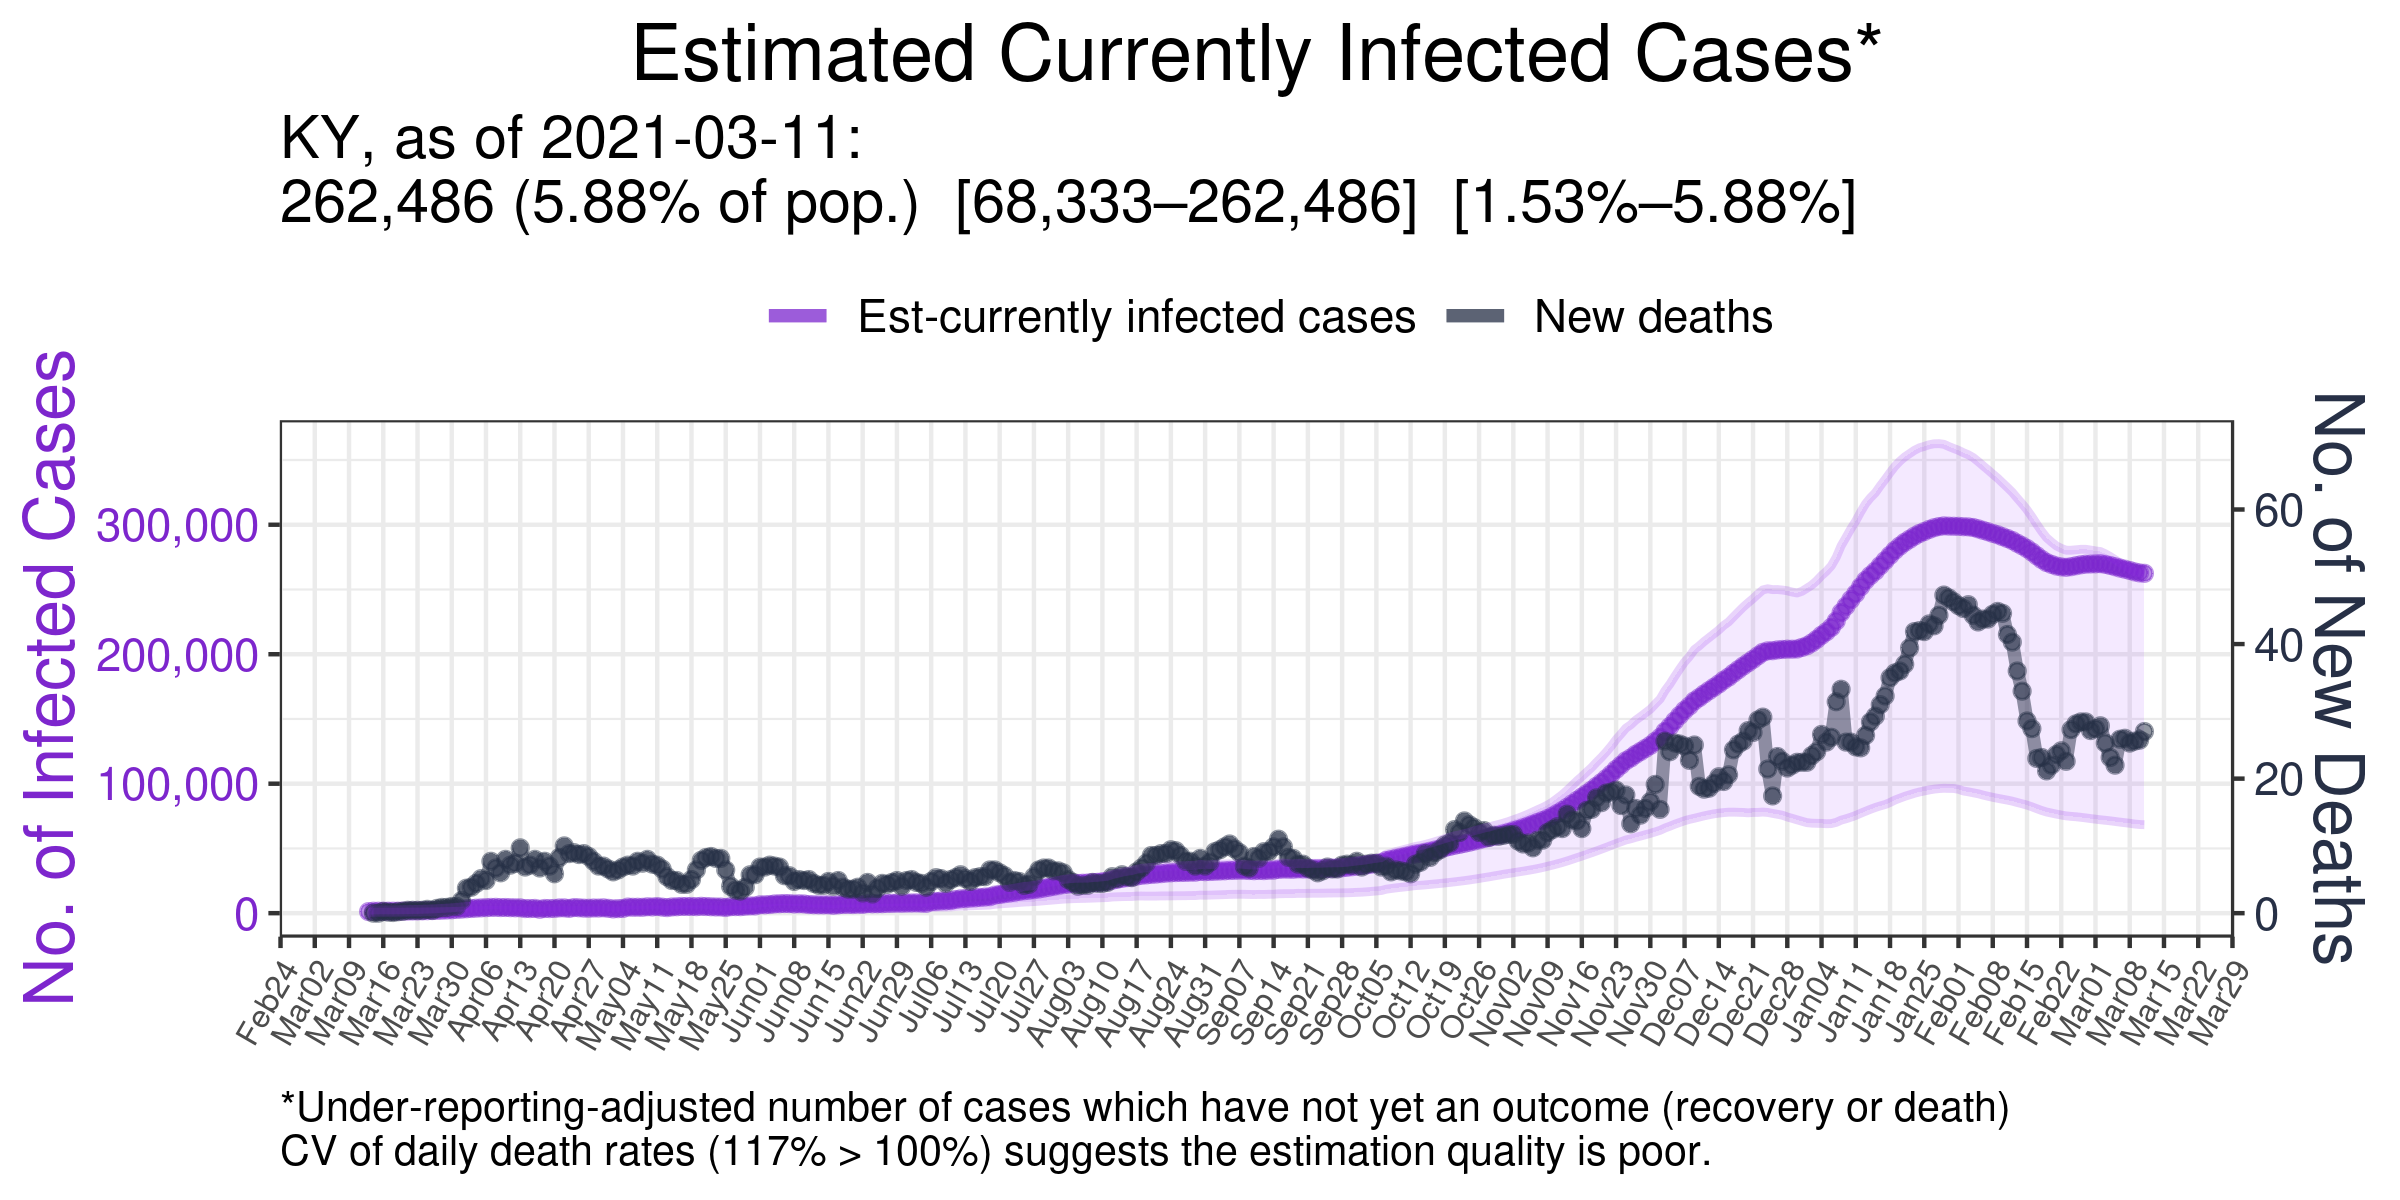 Estimated Currently Infected Cases*
KY, as of 2021-03-11:
262,486 (5.88% of pop.) [68,333–262,486] [1.53%–5.88%]
Est-currently infected cases
New deaths
No. of Infected Cases
300,000
200,000
100,000
0
60
40
20
0
No. of New Deaths
Feb24
Mar02
Mar09
Mar16
Mar23
Mar30
Apr06
Apr13
Apr20
Apr27
May04
May11
May18
May25
Jun01
Jun08
Jun15
Jun22
Jun29
Jul06
Jul13
Jul20
Jul27
Aug03
Aug10
Aug17
Aug24
Aug31
Sep07
Sep14
Sep21
Sep28
Oct05
Oct12
Oct19
Oct26
Nov02
Nov09
Nov16
Nov23
Nov30
Dec07
Dec14
Dec21
Dec28
Jan04
Jan11
Jan18
Jan25
Feb01
Feb08
Feb15
Feb22
Mar01
Mar08
Mar15
Mar22
Mar29
*Under-reporting-adjusted number of cases which have not yet an outcome (recovery or death)
CV of daily death rates (117% > 100%) suggests the estimation quality is poor.